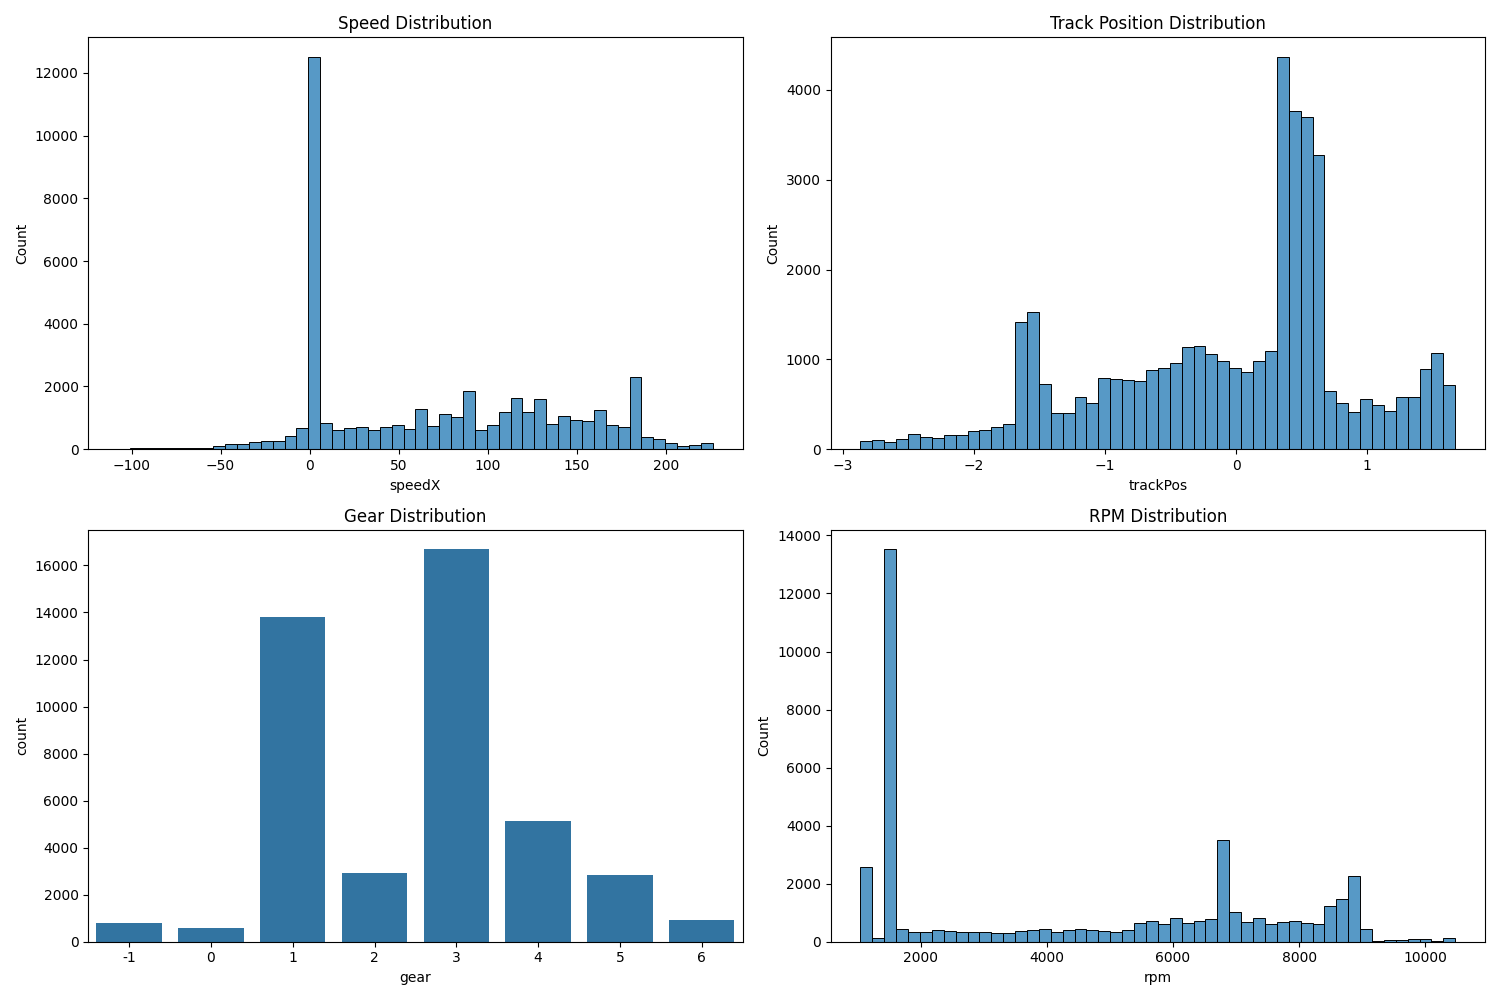 Speed Distribution
12000
10000
8000
6000
4000
2000
0
Count
−100 −50 0 50 100 150 200
speedX
Track Position Distribution
4000
3000
2000
1000
0
Count
−3 −2 −1 0 1
trackPos
Gear Distribution
16000
14000
12000
10000
8000
6000
4000
2000
0
count
-1 0 1 2 3 4 5 6
gear
RPM Distribution
14000
12000
10000
8000
6000
4000
2000
0
Count
2000 4000 6000 8000 10000
rpm